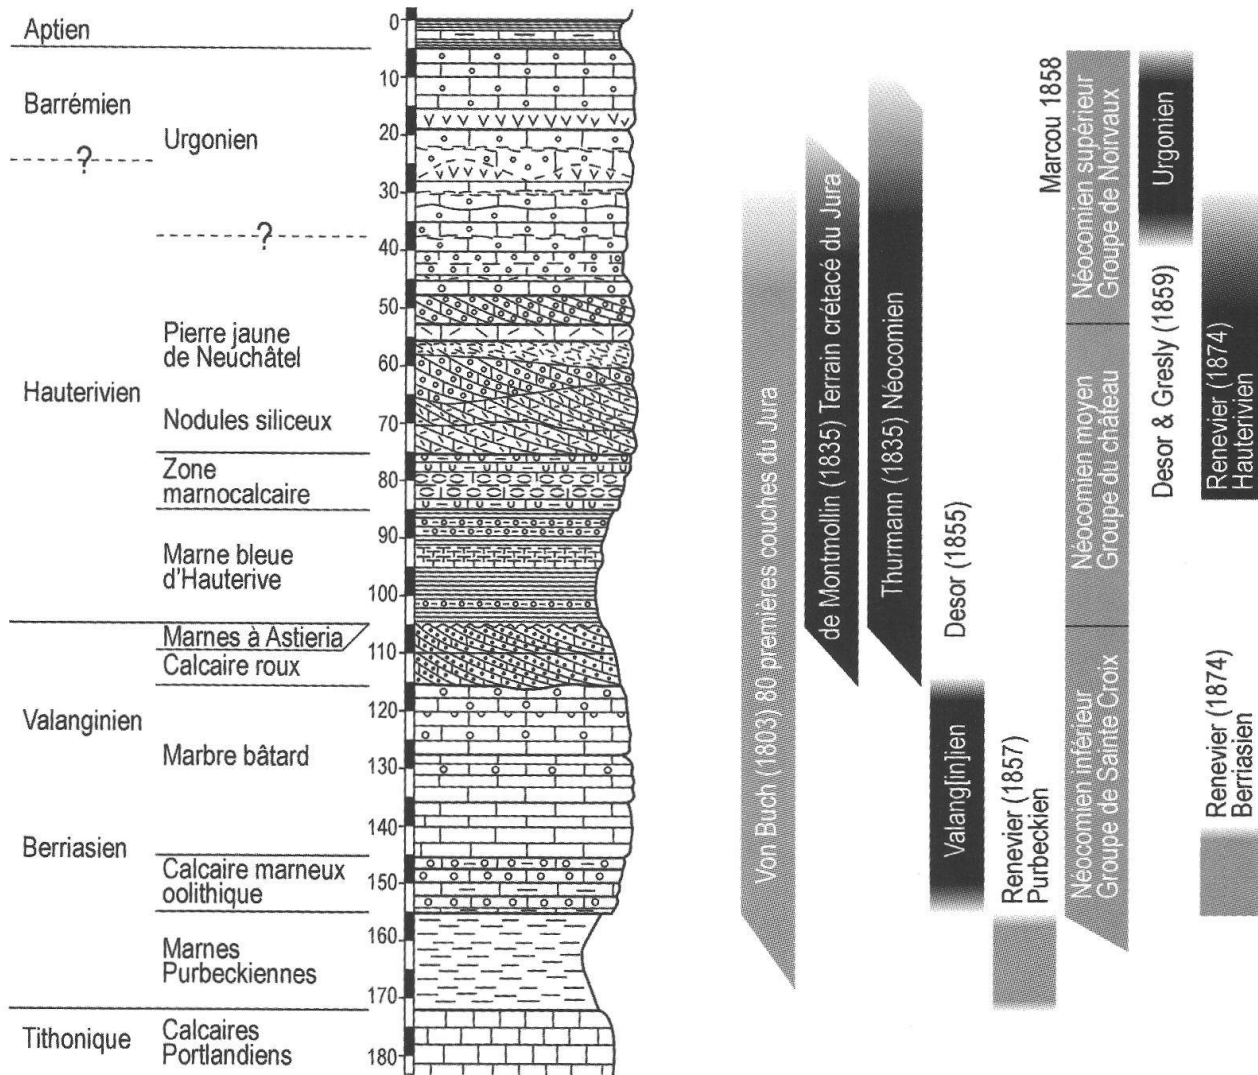 Aptien
Barrémien
?
Hauterivien
Valanginien
Berriasien
Tithonique
Urgonien
?
Pierre jaune
de Neuchâtel
Nodules siliceux
Zone
marnocalcaire
Marne bleue
d'Hauterive
Marnes à Astieria
Calcaire roux
Marbre bâtard
Calcaire marneux
oolithique
Marnes
Purbeckiennes
Calcaires
Portlandiens
0
10
20
30
40
50
60
70
80
90
100
110
120
130
140
150
160
170
180
Von Buch (1803) 80 premières couches du Jura
de Montmollin (1835) Terrain crétacé du Jura
Thurmann (1835) Néocomien
Desor (1855)
Valang[in]ien
Renevier (1857)
Purbeckien
Marcou 1858
Néocomien supérieur
Groupe de Noirvaux
Néocomien moyen
Groupe du château
Néocomien inférieur
Groupe de Sainte Croix
Urgonien
Desor & Gresly (1859)
Renevier (1874)
Hauterivien
Renevier (1874)
Berriasien